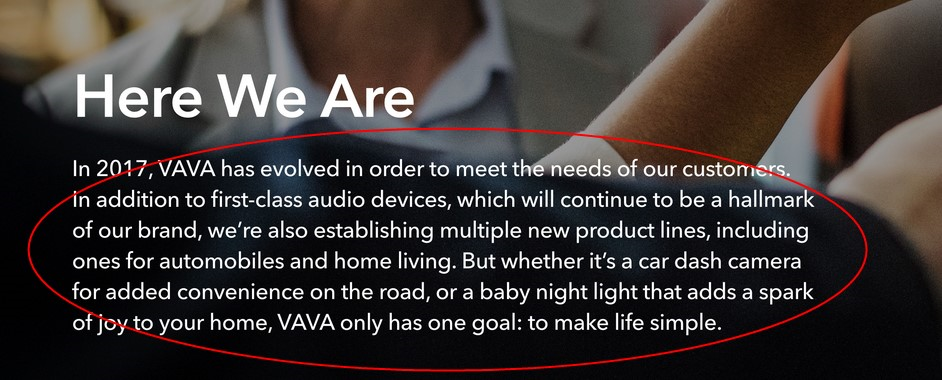 Here We Are
In 2017, VAVA has evolved in order to meet the needs of our customers.
In addition to first-class audio devices, which will continue to be a hallmark
of our brand, we're also establishing multiple new product lines, including
ones for automobiles and home living. But whether it's a car dash camera
for added convenience on the road, or a baby night light that adds a spark
of joy to your home, VAVA only has one goal: to make life simple.